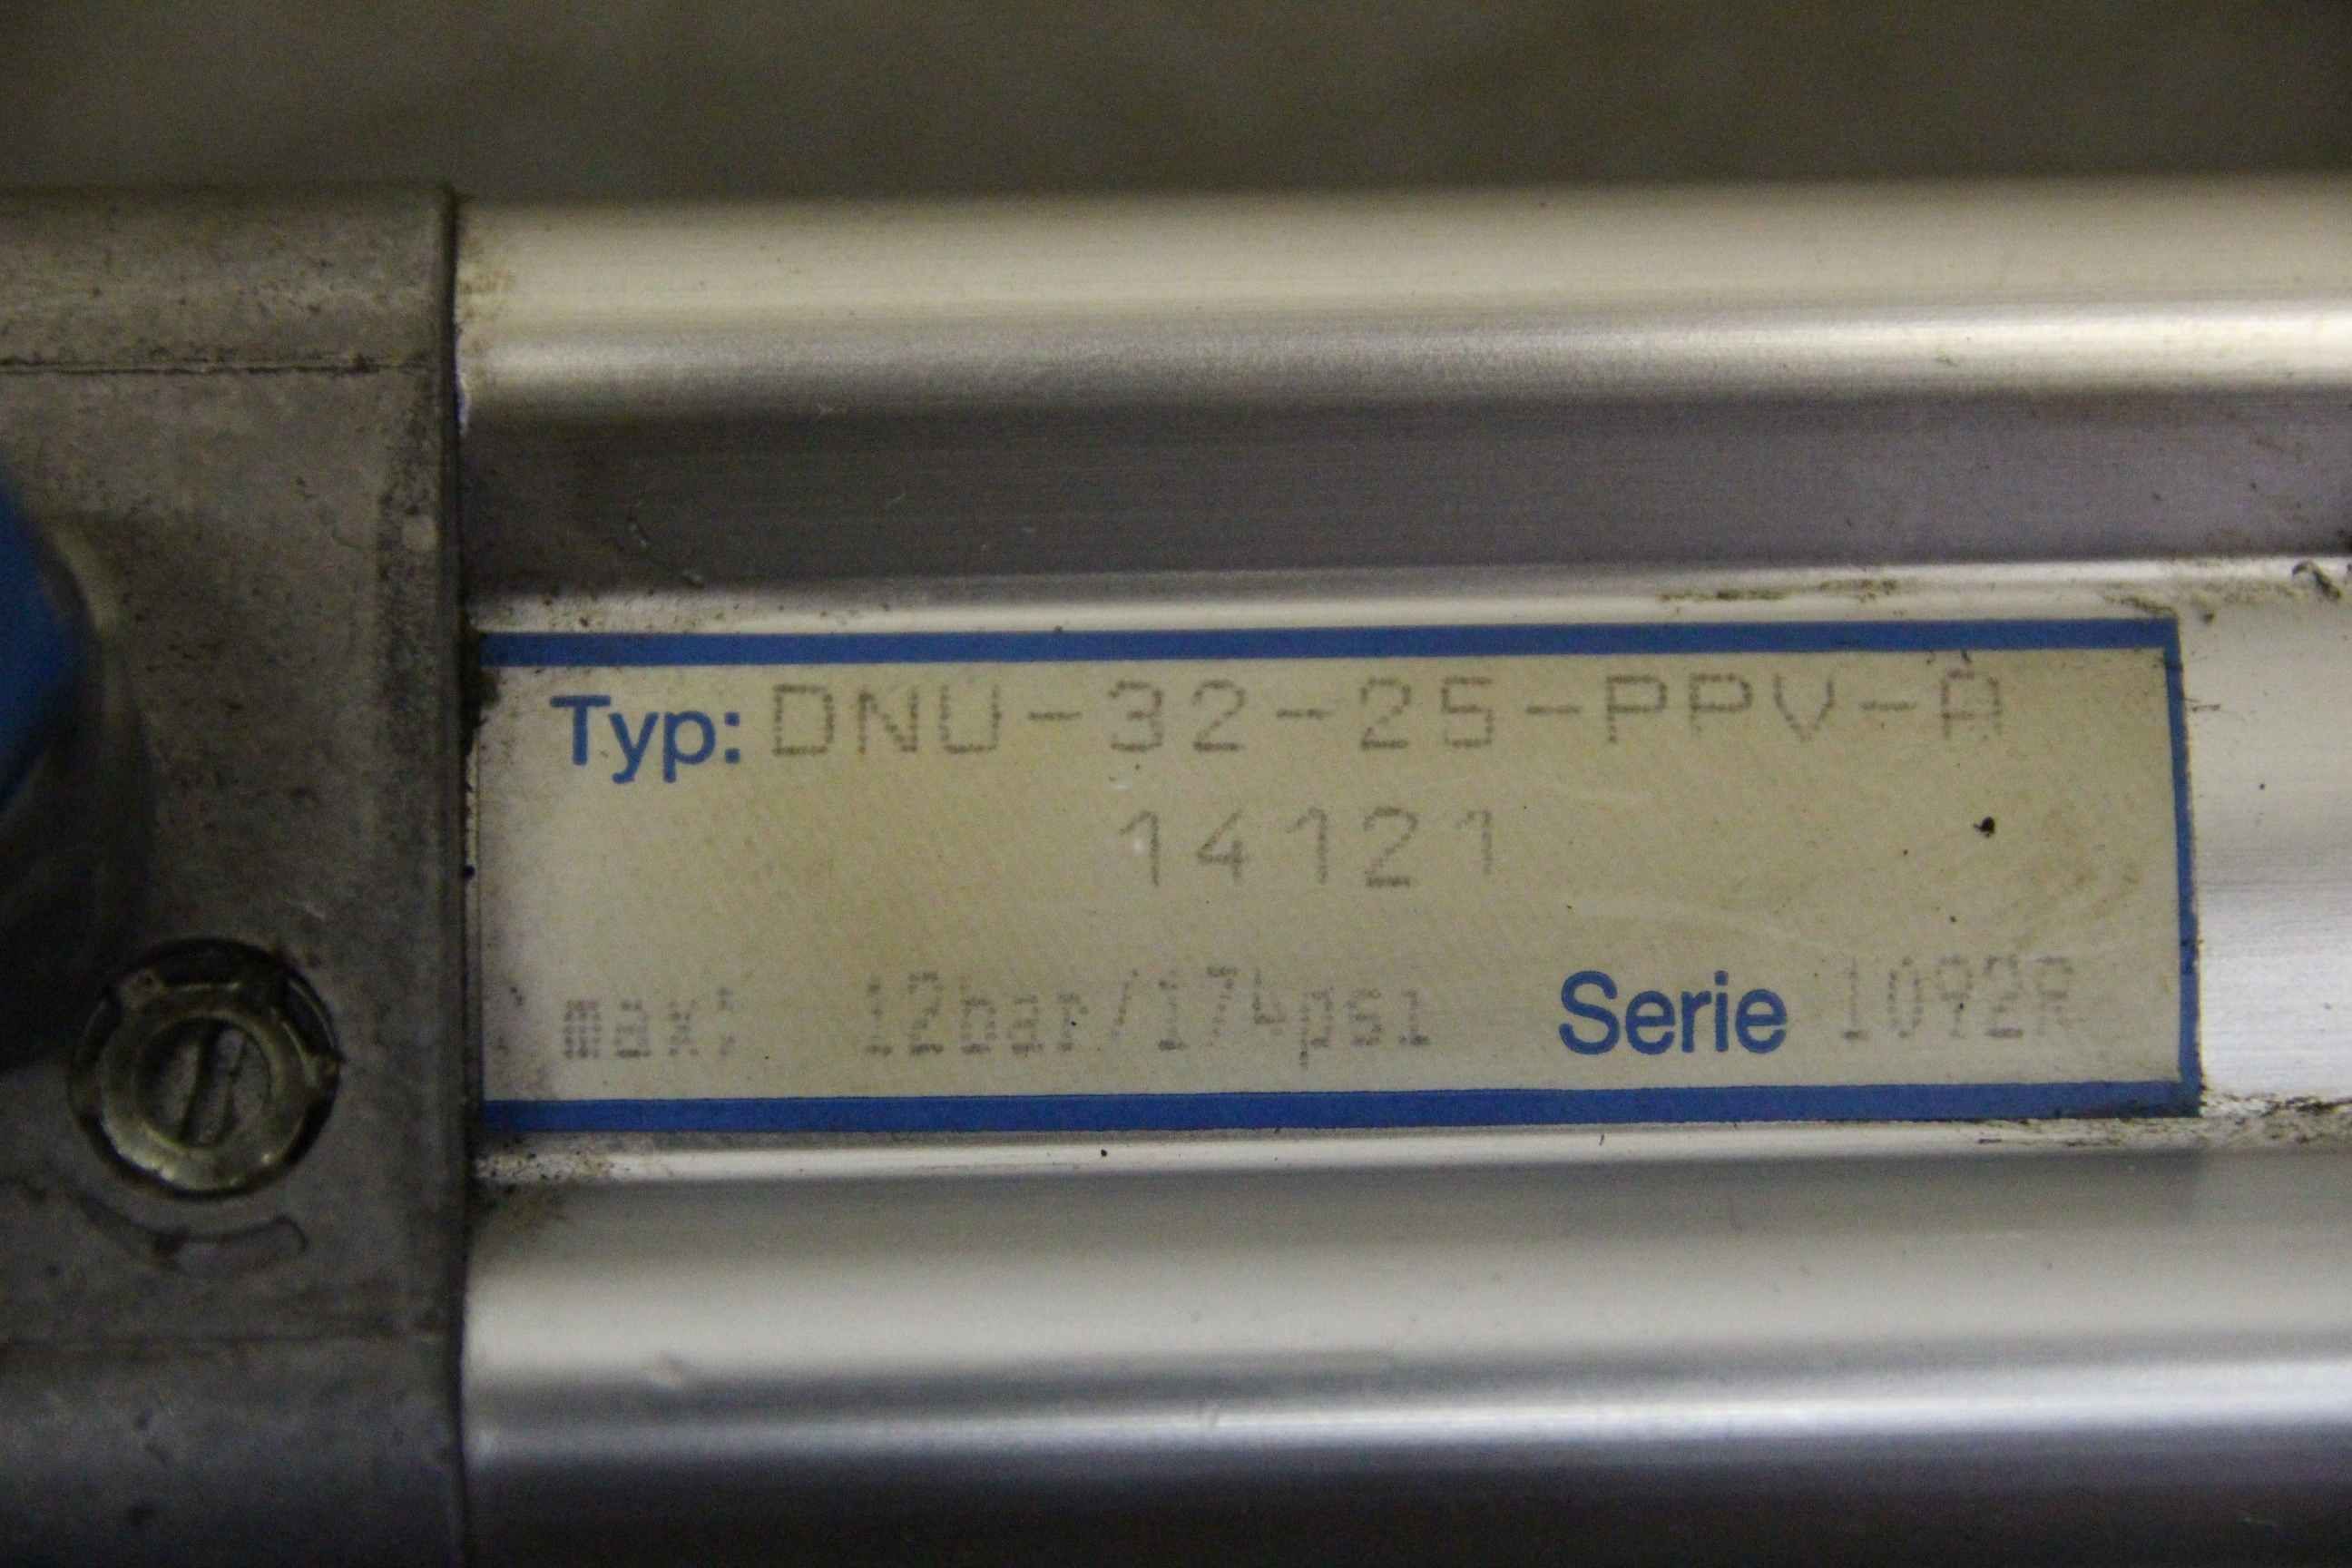 Typ: DNU-32-25-PPV-A
14121
max: 12bar/174psi Serie 1092R